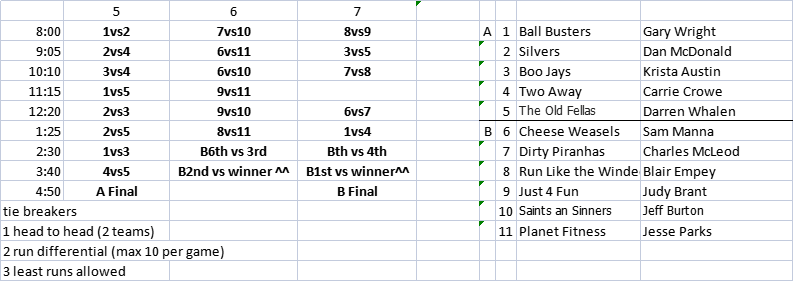 5 6 7
8:00 1vs2 7vs10 8vs9 A 1 Ball Busters Gary Wright
9:05 2vs4 6vs11 3vs5 2 Silvers Dan McDonald
10:10 3vs4 6vs10 7vs8 3 Boo Jays Krista Austin
11:15 1vs5 9vs11 4 Two Away Carrie Crowe
12:20 2vs3 9vs10 6vs7 5 The Old Fellas Darren Whalen
1:25 2vs5 8vs11 1vs4 B 6 Cheese Weasels Sam Manna
2:30 1vs3 B6th vs 3rd Bth vs 4th 7 Dirty Piranhas Charles McLeod
3:40 4vs5 B2nd vs winner ^^ B1st vs winner^^ 8 Run Like the Winde Blair Empey
4:50 A Final B Final 9 Just 4 Fun Judy Brant
tie breakers 10 Saints an Sinners Jeff Burton
1 head to head (2 teams) 11 Planet Fitness Jesse Parks
2 run differential (max 10 per game)
3 least runs allowed